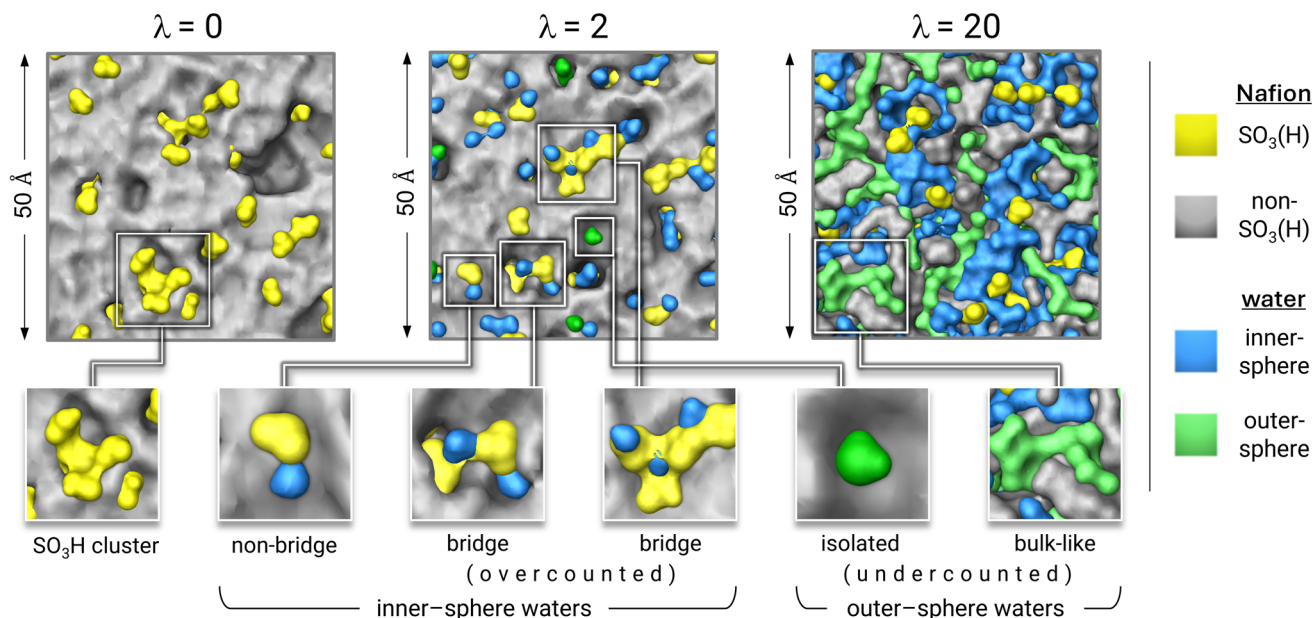 λ = 0
λ = 2
λ = 20
50 Å
50 Å
50 Å
Nafion
SO₃(H)
non-
SO₃(H)
water
inner-
sphere
outer-
sphere
SO₃H cluster
non-bridge
bridge
bridge
isolated
bulk-like
(overcounted)
(undercounted)
inner–sphere waters
outer–sphere waters